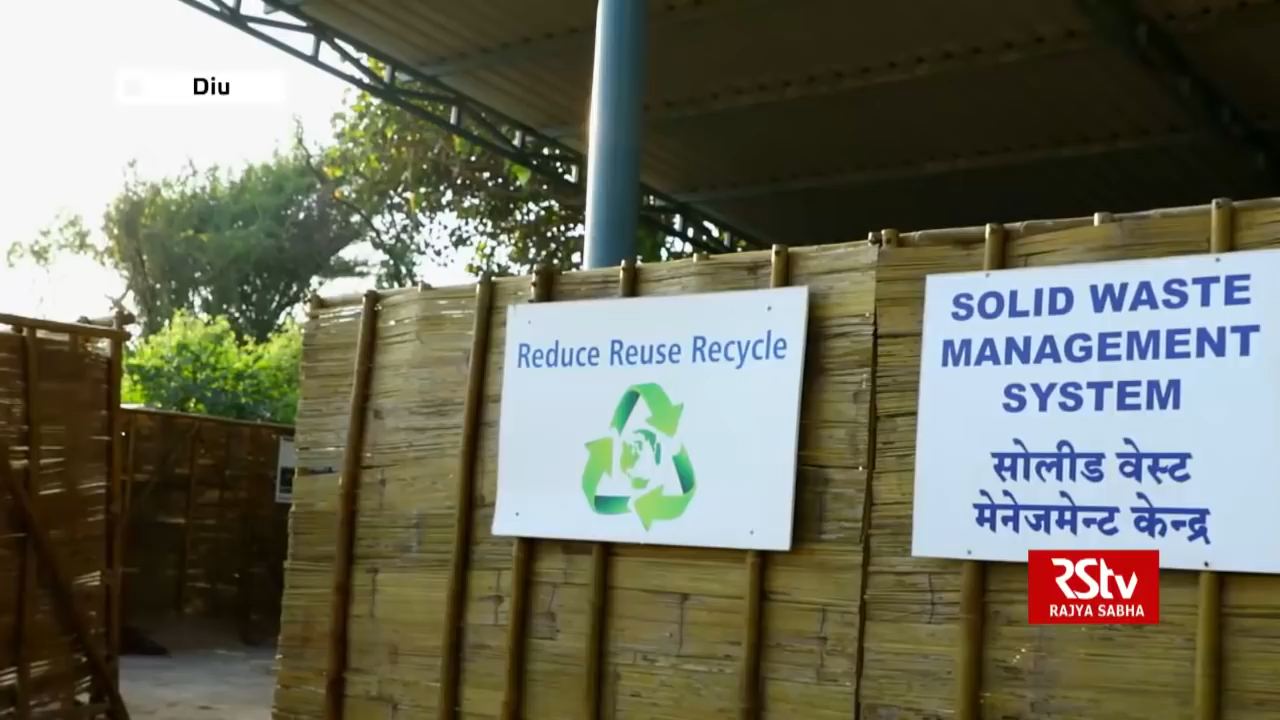 Diu
Reduce Reuse Recycle
SOLID WASTE
MANAGEMENT
SYSTEM
सोलीड वेस्ट
मेनेजमेन्ट केन्द्र
RStv
RAJYA SABHA